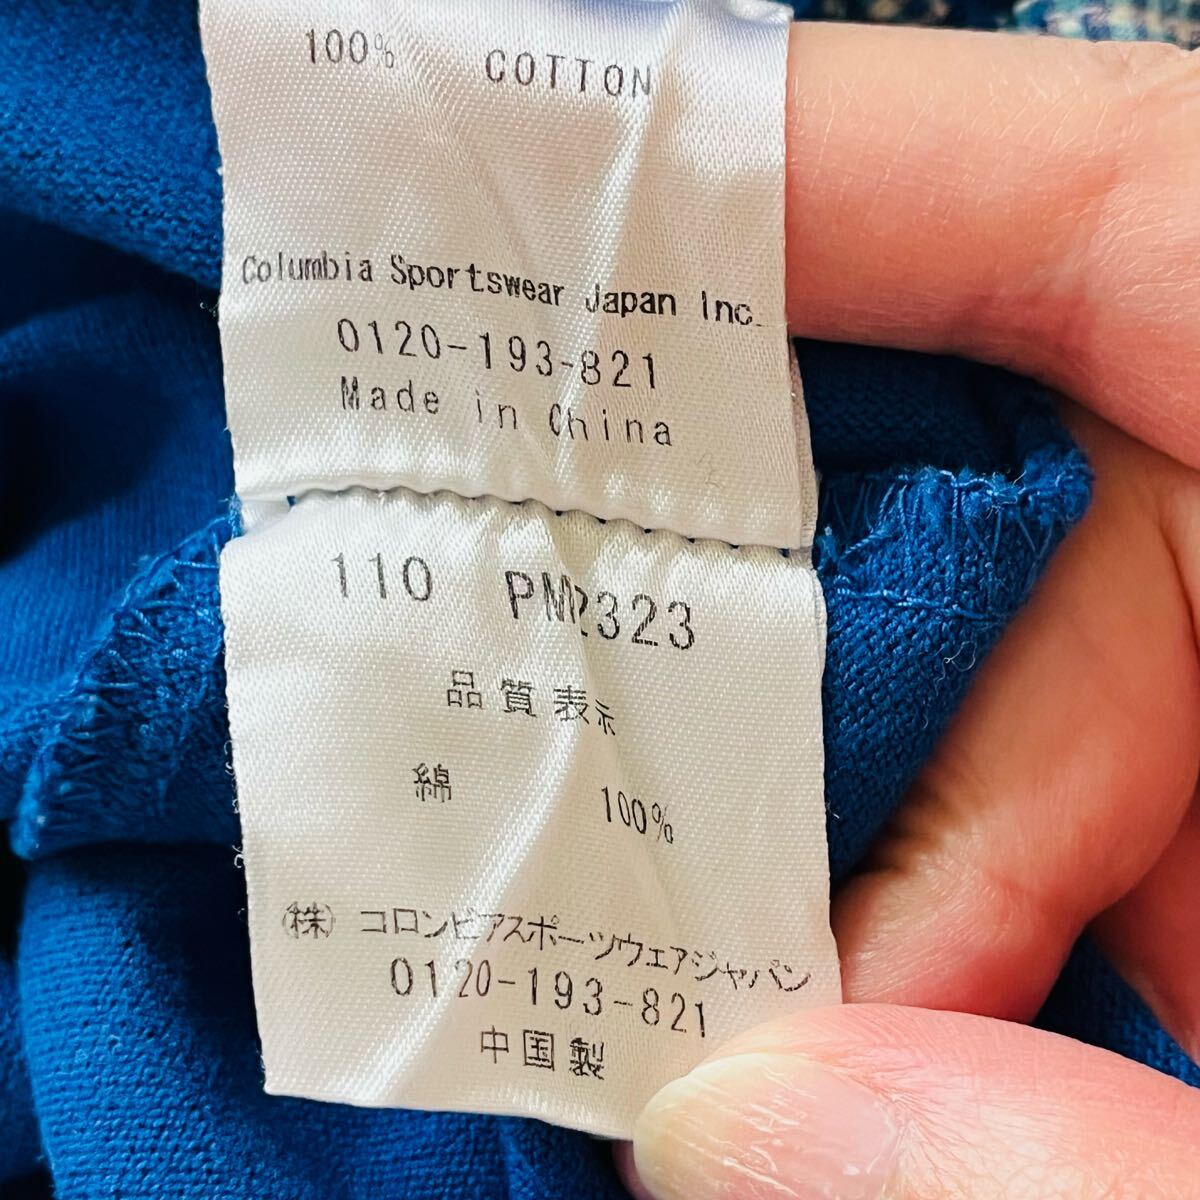 100% COTTON
Columbia Sportswear Japan Inc.
0120-193-821
Made in China
110 PM2323
品質表示
綿 100%
(株) コロンビアスポーツウェアジャパン
0120-193-821
中国製